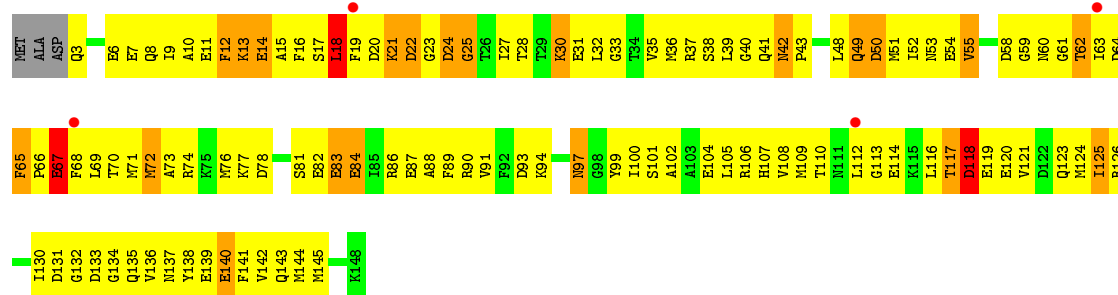 MET ALA ASP Q3 E6 E7 Q8 I9 A10 E11 F12 K13 E14 A15 F16 S17 L18 F19 D20 K21 D22 G23 D24 G25 T26 I27 T28 T29 K30 E31 L32 G33 T34 V35 M36 R37 S38 L39 G40 Q41 N42 P43 L48 Q49 D50 M51 I52 N53 E54 V55 D58 G59 N60 G61 T62 I63 D64
F65 P66 E67 F68 L69 T70 M71 M72 A73 R74 K75 M76 K77 D78 S81 E82 E83 E84 I85 R86 E87 A88 F89 R90 V91 F92 D93 K94 N97 G98 Y99 I100 S101 A102 A103 E104 L105 R106 H107 V108 M109 T110 N111 L112 G113 E114 K115 L116 T117 D118 E119 E120 V121 D122 Q123 M124 I125 R126
I130 D131 G132 D133 G134 Q135 V136 N137 Y138 E139 E140 F141 V142 Q143 M144 M145 K148